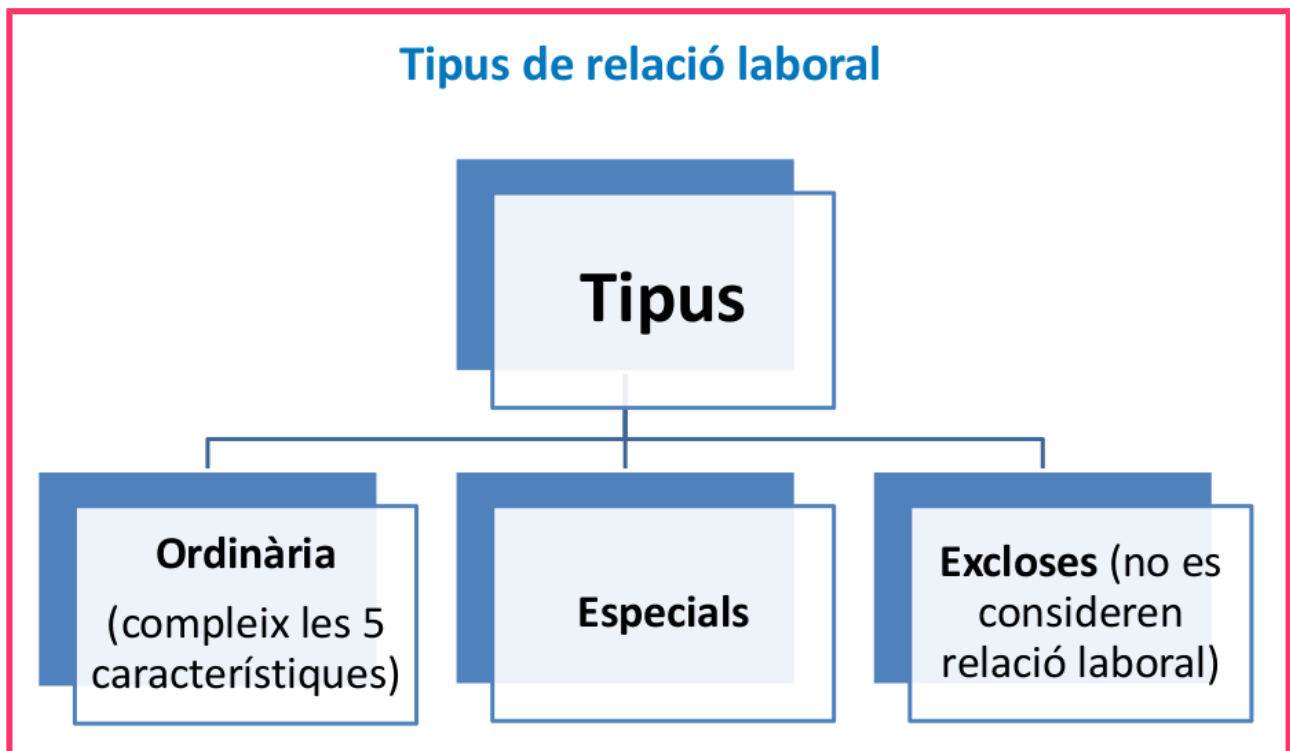 Tipus de relació laboral
Tipus
Ordinària
(compleix les 5
característiques)
Especials
Excloses (no es
consideren
relació laboral)